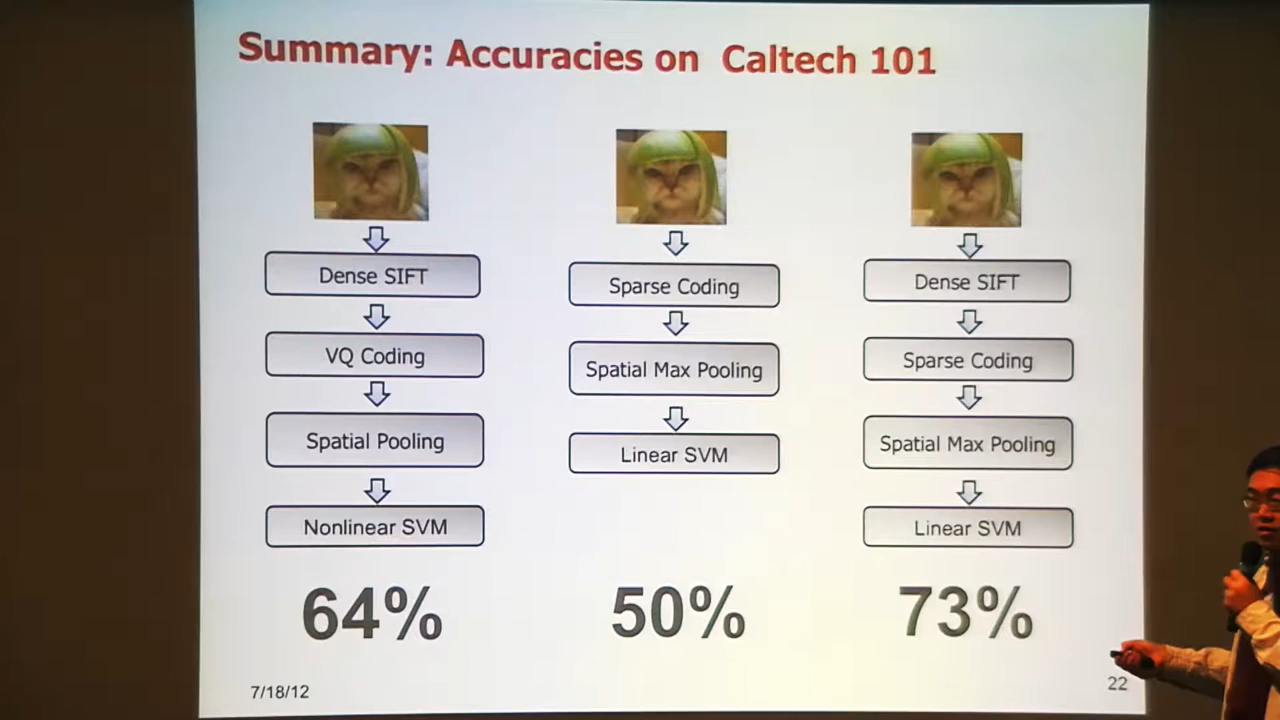 Summary: Accuracies on Caltech 101
Dense SIFT
VQ Coding
Spatial Pooling
Nonlinear SVM
64%
Sparse Coding
Spatial Max Pooling
Linear SVM
50%
Dense SIFT
Sparse Coding
Spatial Max Pooling
Linear SVM
73%
7/18/12
22